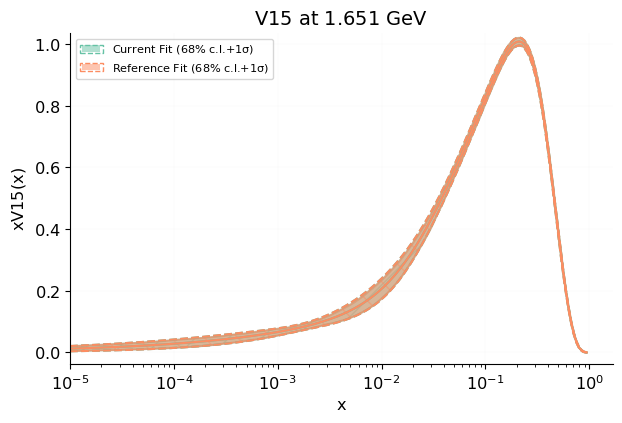 V15 at 1.651 GeV
Current Fit (68% c.l.+1σ)
Reference Fit (68% c.l.+1σ)
xV15(x)
1.0
0.8
0.6
0.4
0.2
0.0
10⁻⁵
10⁻⁴
10⁻³
10⁻²
10⁻¹
10⁰
x